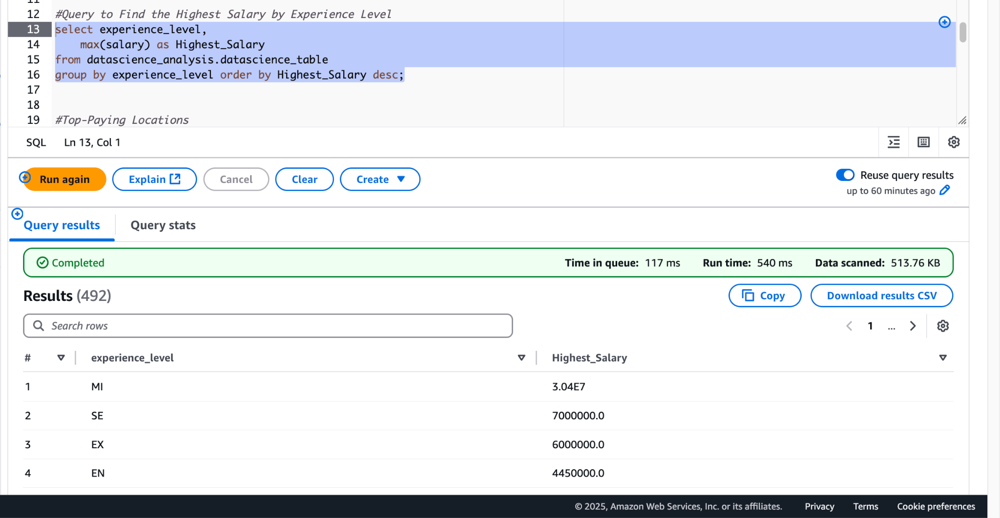 11
12 #Query to Find the Highest Salary by Experience Level
13 select experience_level,
14 max(salary) as Highest_Salary
15 from datascience_analysis.datascience_table
16 group by experience_level order by Highest_Salary desc;
17
18
19 #Top-Paying Locations
SQL Ln 13, Col 1
Run again Explain Cancel Clear Create Reuse query results
up to 60 minutes ago
Query results Query stats
Completed Time in queue: 117 ms Run time: 540 ms Data scanned: 513.76 KB
Results (492) Copy Download results CSV
Search rows 1 ...
# experience_level Highest_Salary
1 MI 3.04E7
2 SE 7000000.0
3 EX 6000000.0
4 EN 4450000.0
© 2025, Amazon Web Services, Inc. or its affiliates. Privacy Terms Cookie preferences